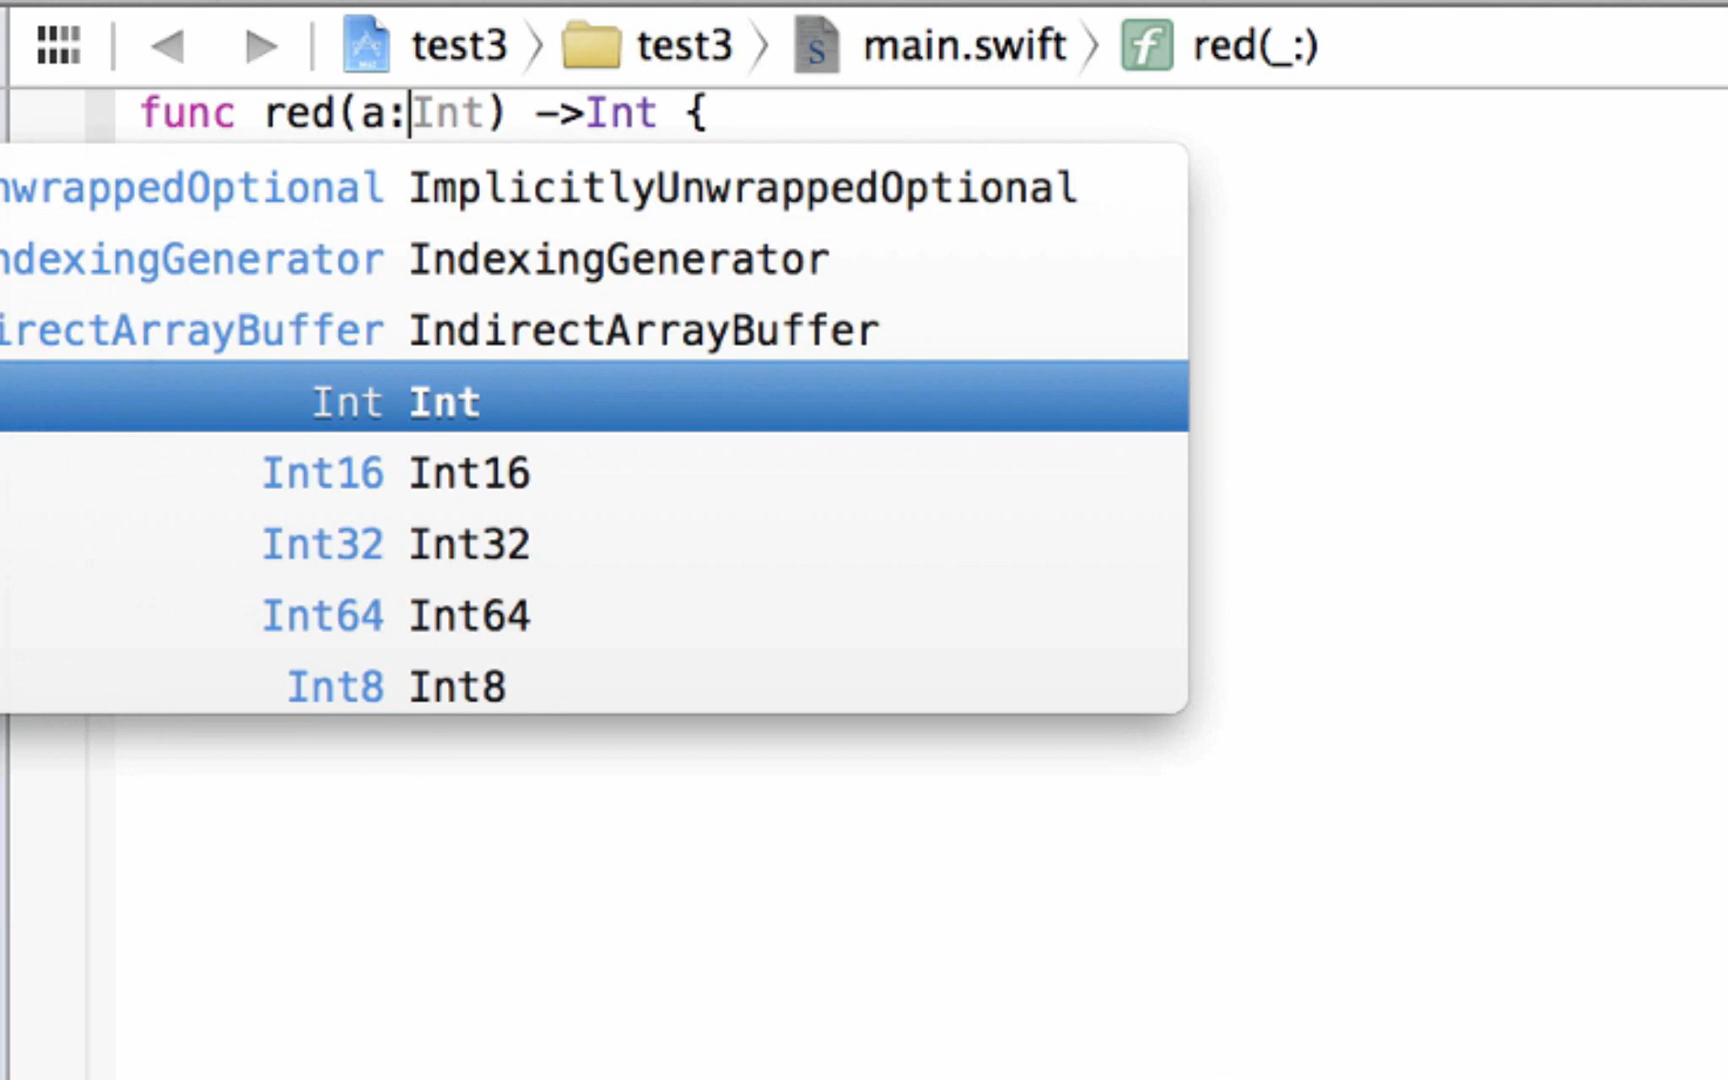 test3 test3 main.swift red(_:)
func red(a:Int) ->Int {
nwrappedOptional ImplicitlyUnwrappedOptional
ndexingGenerator IndexingGenerator
irectArrayBuffer IndirectArrayBuffer
Int Int
Int16 Int16
Int32 Int32
Int64 Int64
Int8 Int8